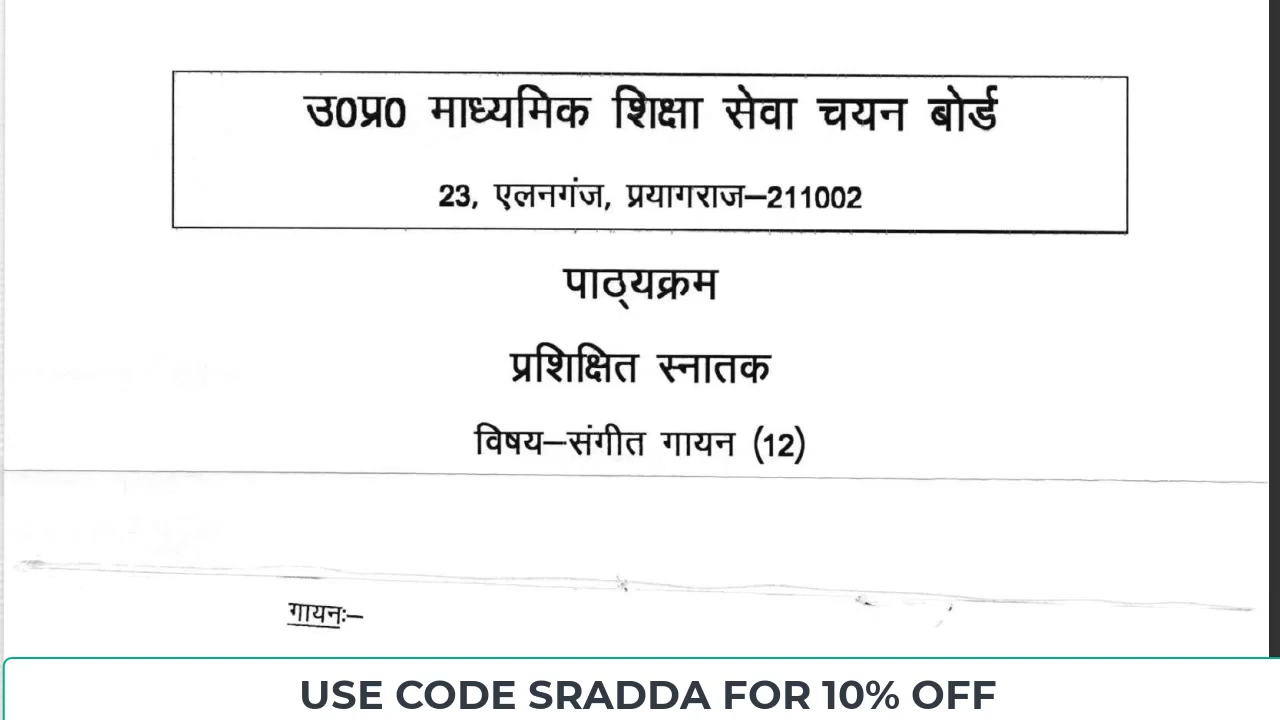 उ0प्र0 माध्यमिक शिक्षा सेवा चयन बोर्ड
23, एलनगंज, प्रयागराज–211002
पाठ्यक्रम
प्रशिक्षित स्नातक
विषय–संगीत गायन (12)
गायनः–
USE CODE SRADDA FOR 10% OFF